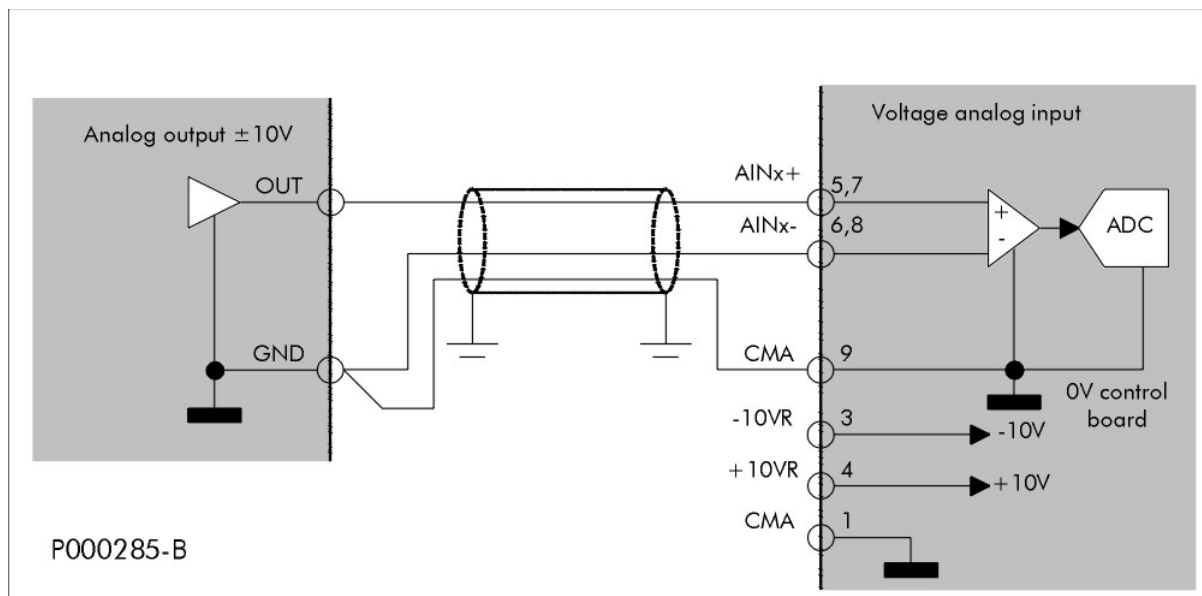 Analog output ±10V
OUT
GND
Voltage analog input
AINx+
5,7
AINx-
6,8
+
-
ADC
CMA
9
0V control
board
-10VR
3
-10V
+10VR
4
+10V
CMA
1
P000285-B